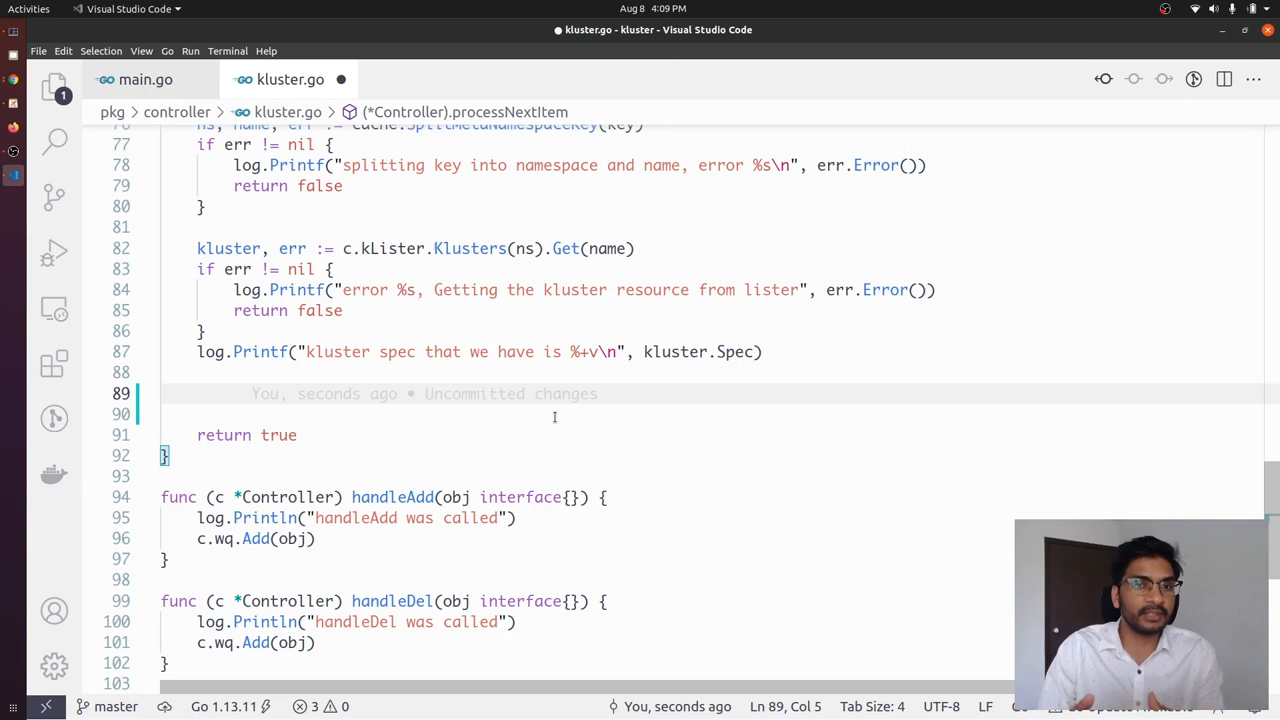 Activities
Visual Studio Code
Aug 8 4:09 PM
● kluster.go - kluster - Visual Studio Code
File Edit Selection View Go Run Terminal Help
1
main.go
kluster.go ●
pkg > controller > kluster.go > (*Controller).processNextItem
76 ns, name, err := cache.SplitMetaNamespaceKey(key)
77 if err != nil {
78 log.Printf("splitting key into namespace and name, error %s\n", err.Error())
79 return false
80 }
81
82 kluster, err := c.kLister.Klusters(ns).Get(name)
83 if err != nil {
84 log.Printf("error %s, Getting the kluster resource from lister", err.Error())
85 return false
86 }
87 log.Printf("kluster spec that we have is %+v\n", kluster.Spec)
88
89 You, seconds ago • Uncommitted changes
90
91 return true
92 }
93
94 func (c *Controller) handleAdd(obj interface{}) {
95 log.Println("handleAdd was called")
96 c.wq.Add(obj)
97 }
98
99 func (c *Controller) handleDel(obj interface{}) {
100 log.Println("handleDel was called")
101 c.wq.Add(obj)
102 }
103
master Go 1.13.11 3 0 You, seconds ago Ln 89, Col 5 Tab Size: 4 UTF-8 LF